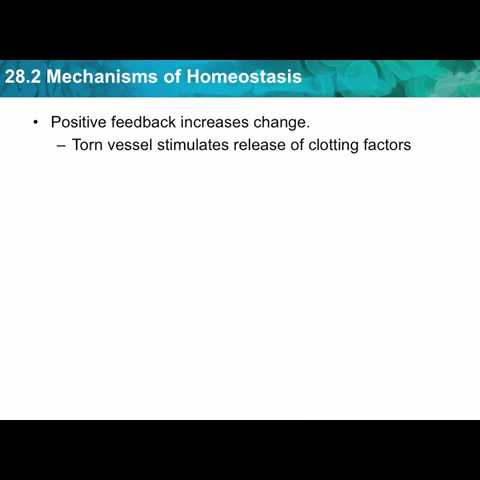 28.2 Mechanisms of Homeostasis
• Positive feedback increases change.
– Torn vessel stimulates release of clotting factors